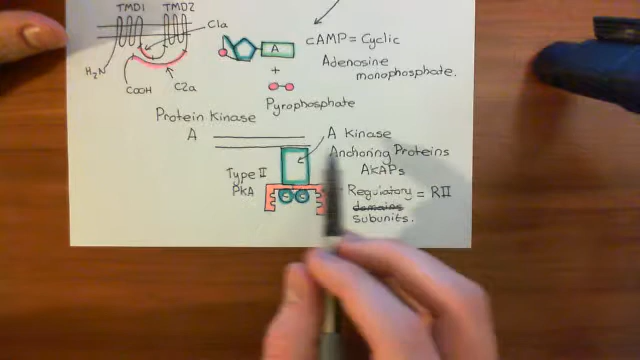 TMD1 TMD2
C1a
H2N
COOH
C2a
A
cAMP = Cyclic
Adenosine
monophosphate.
+
Pyrophosphate
Protein Kinase
A
A Kinase
Anchoring Proteins
AKAPs
Type II
PKA
C C
Regulatory = RII
domains
subunits.